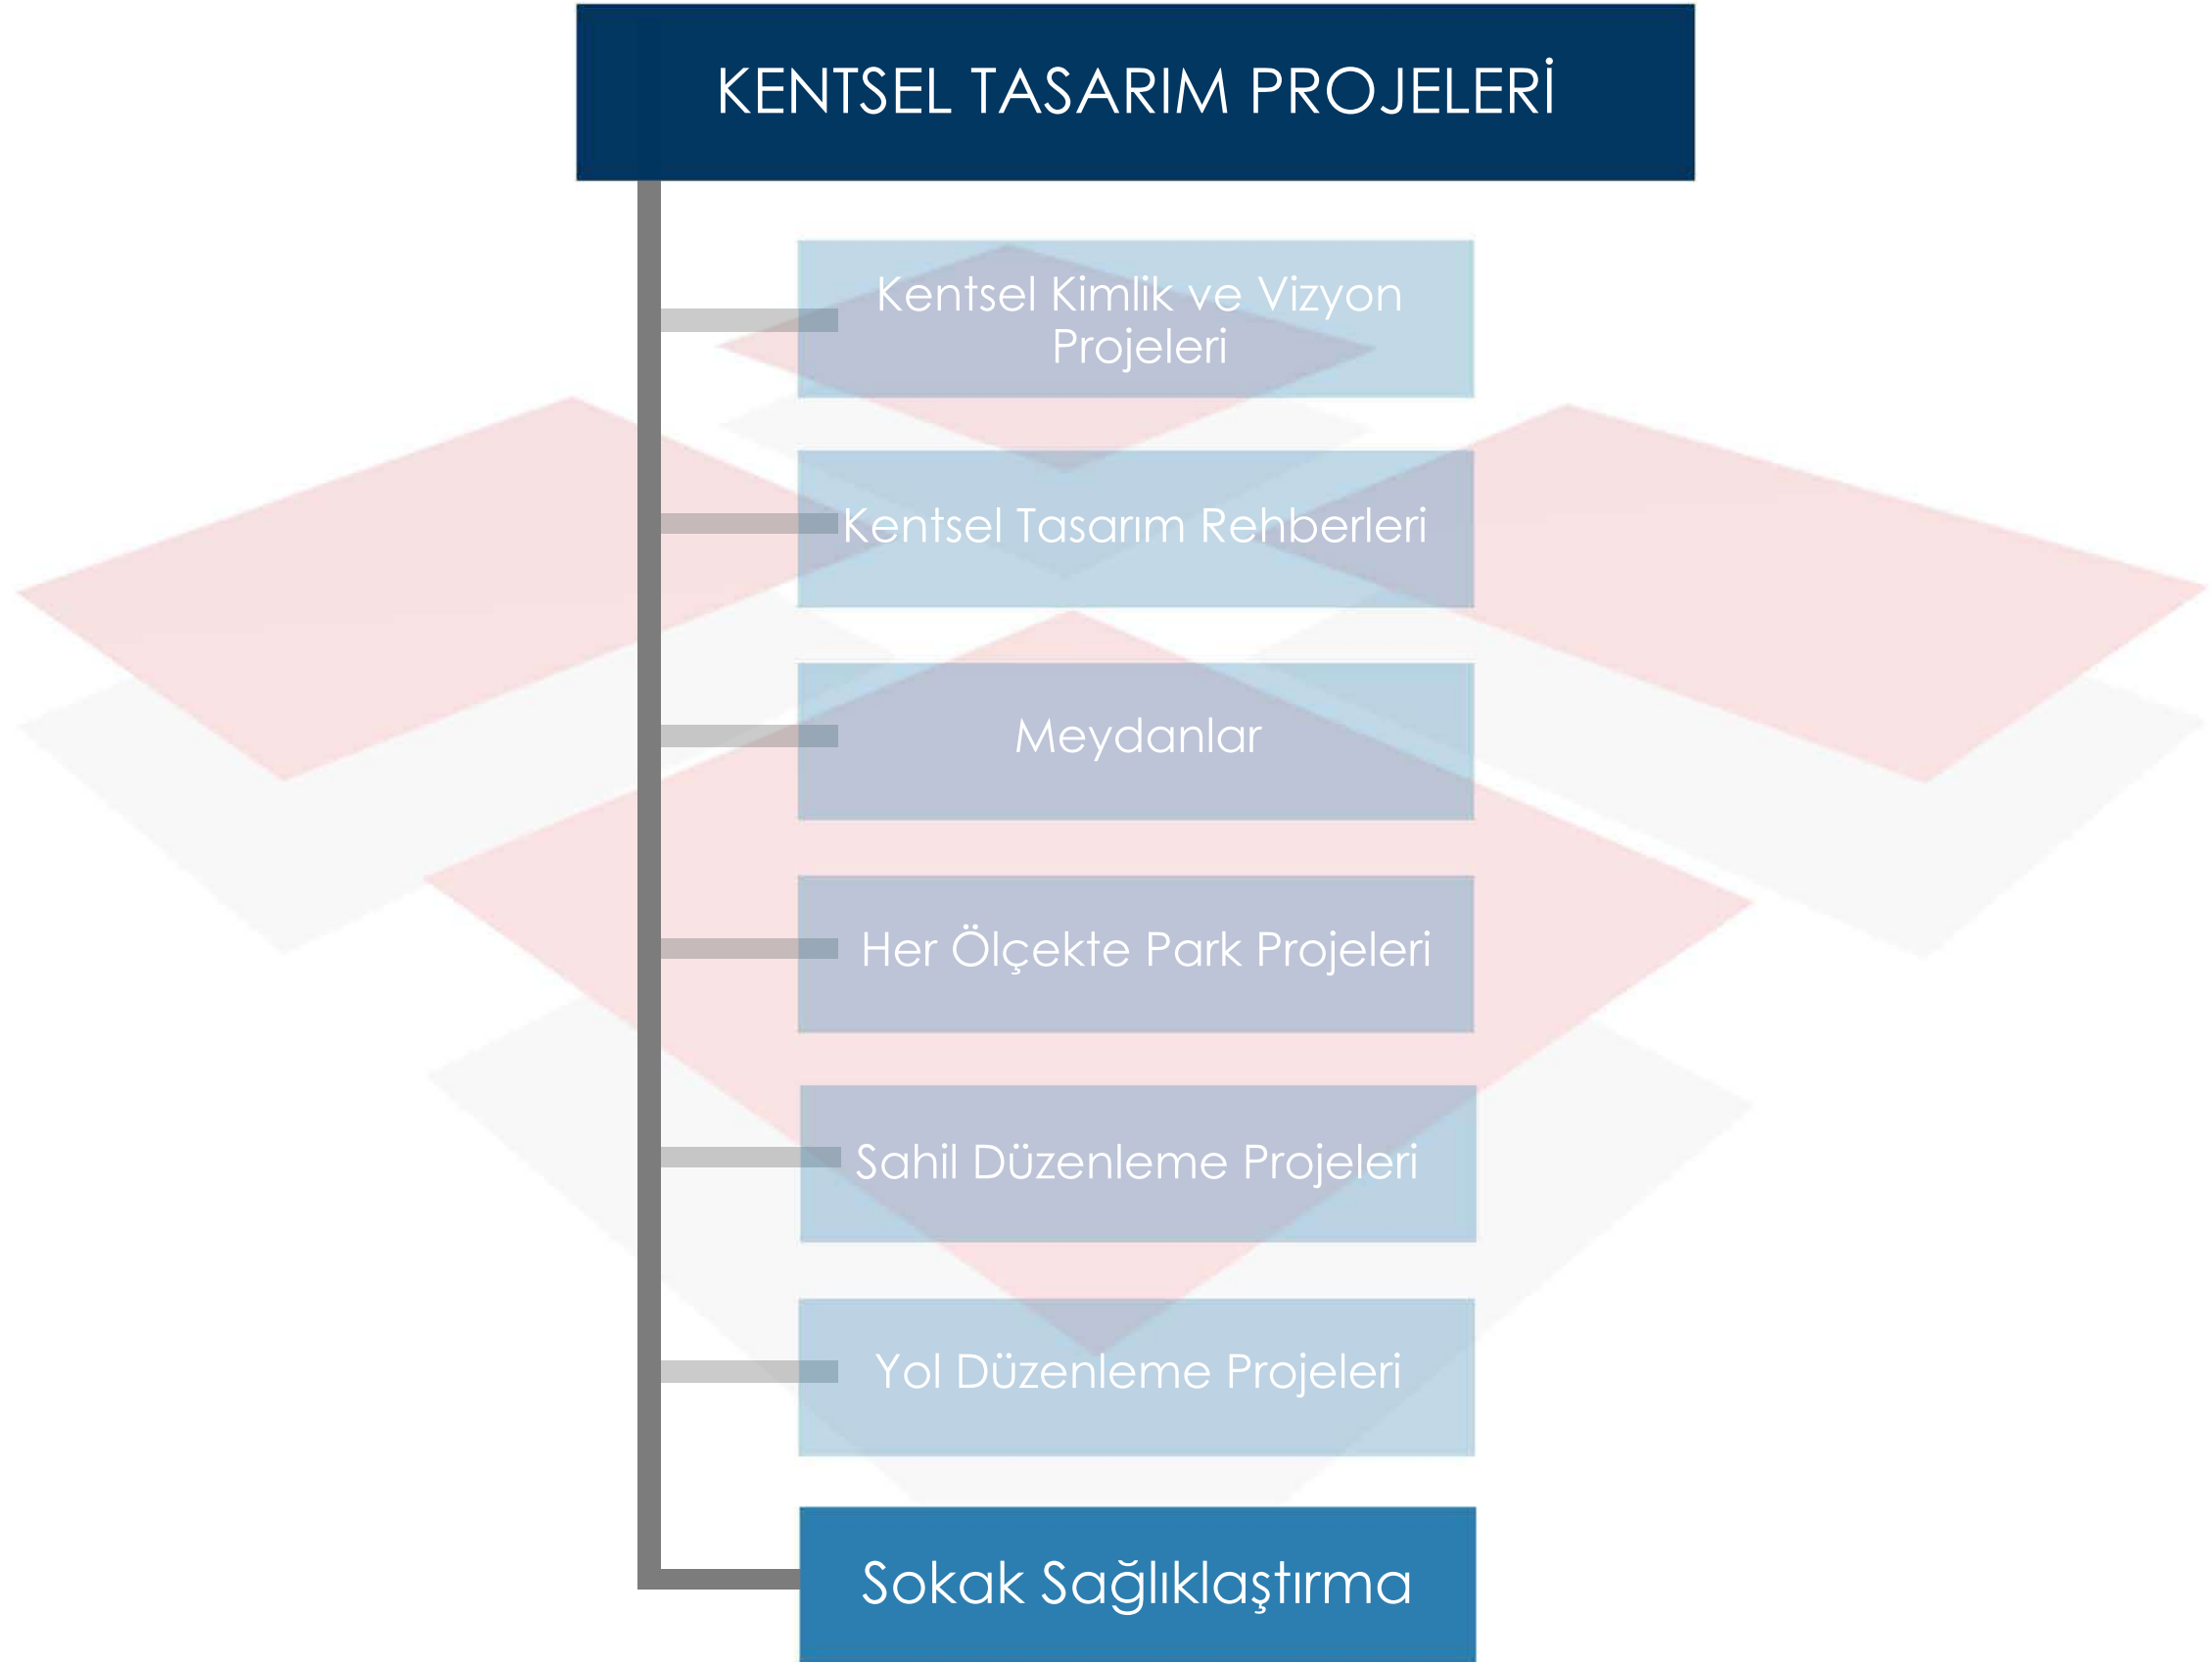 KENTSEL TASARIM PROJELERİ
Kentsel Kimlik ve Vizyon
Projeleri
Kentsel Tasarım Rehberleri
Meydanlar
Her Ölçekte Park Projeleri
Sahil Düzenleme Projeleri
Yol Düzenleme Projeleri
Sokak Sağlıklaştırma